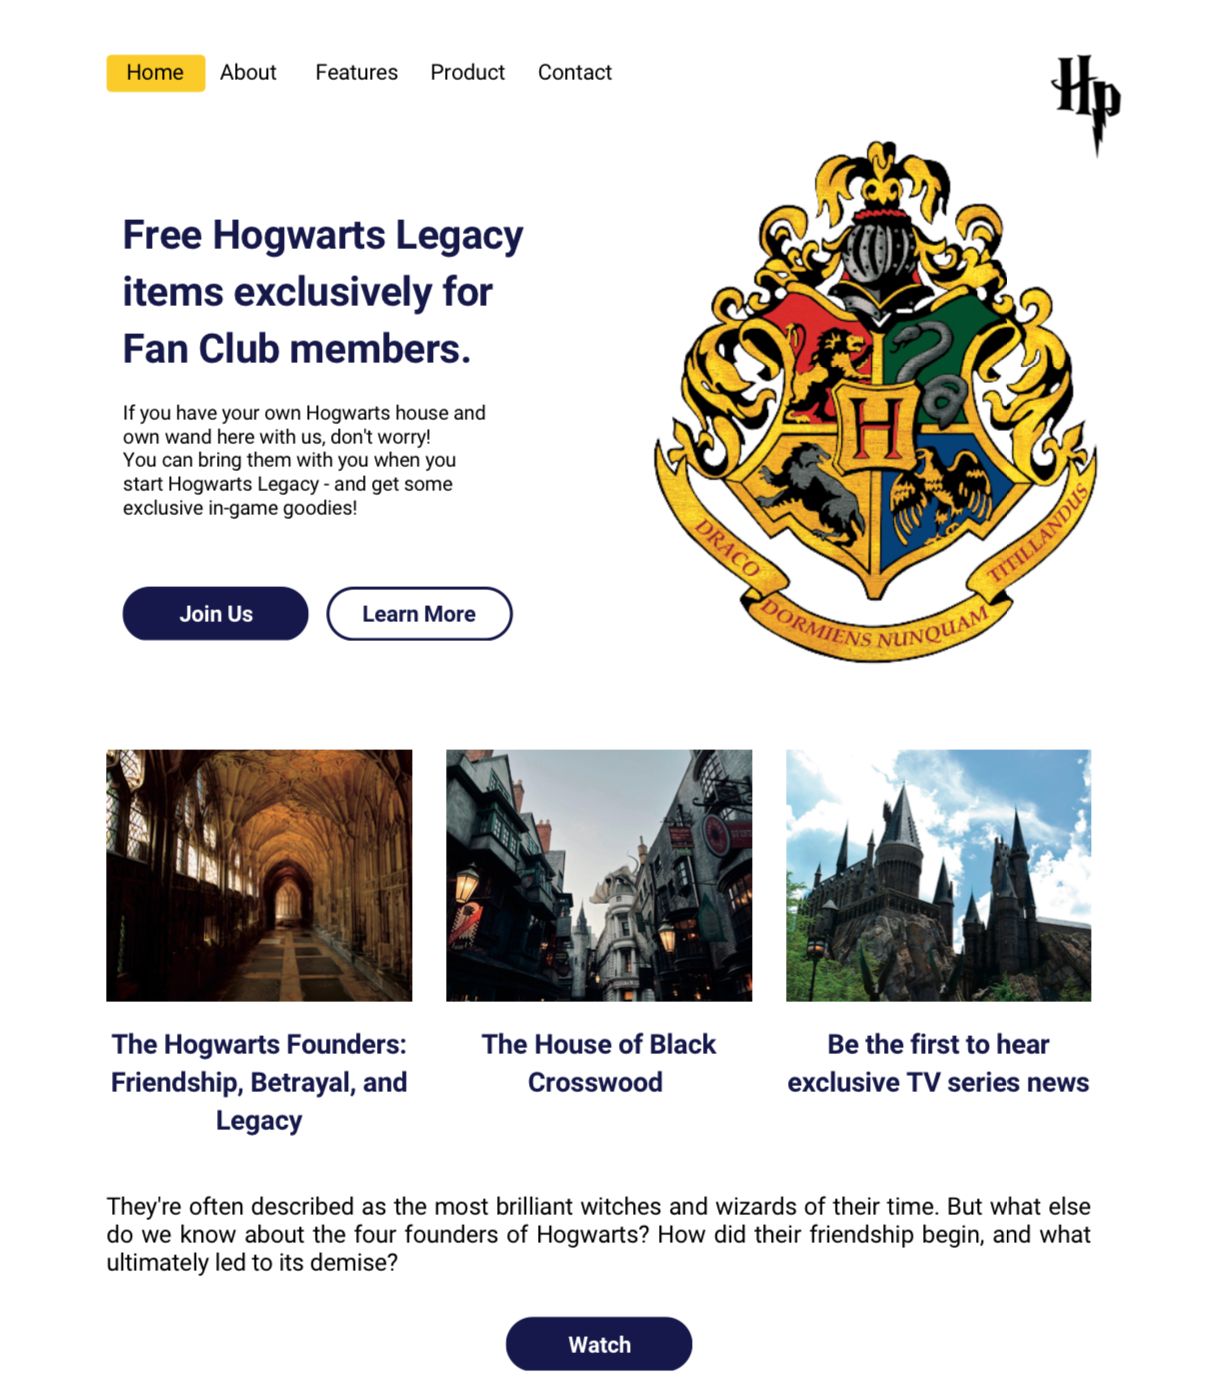 Home About Features Product Contact
Hp
Free Hogwarts Legacy
items exclusively for
Fan Club members.
If you have your own Hogwarts house and
own wand here with us, don't worry!
You can bring them with you when you
start Hogwarts Legacy - and get some
exclusive in-game goodies!
Join Us Learn More
H
DRACO DORMIENS NUNQUAM TITILLANDUS
The Hogwarts Founders:
Friendship, Betrayal, and
Legacy
The House of Black
Crosswood
Be the first to hear
exclusive TV series news
They're often described as the most brilliant witches and wizards of their time. But what else
do we know about the four founders of Hogwarts? How did their friendship begin, and what
ultimately led to its demise?
Watch